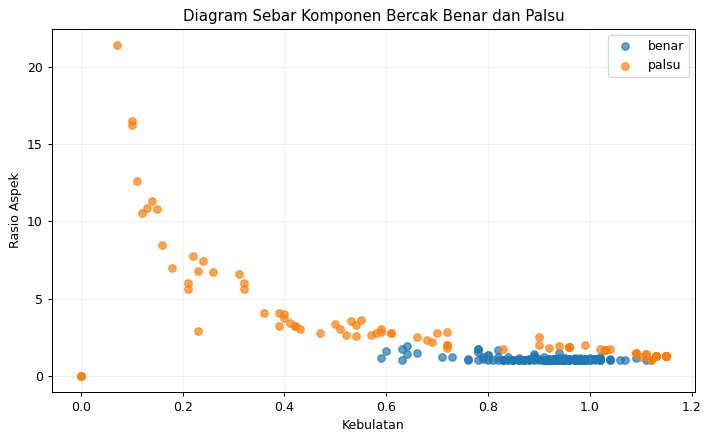 Diagram Sebar Komponen Bercak Benar dan Palsu
benar
palsu
Rasio Aspek
20
15
10
5
0
0.0 0.2 0.4 0.6 0.8 1.0 1.2
Kebulatan